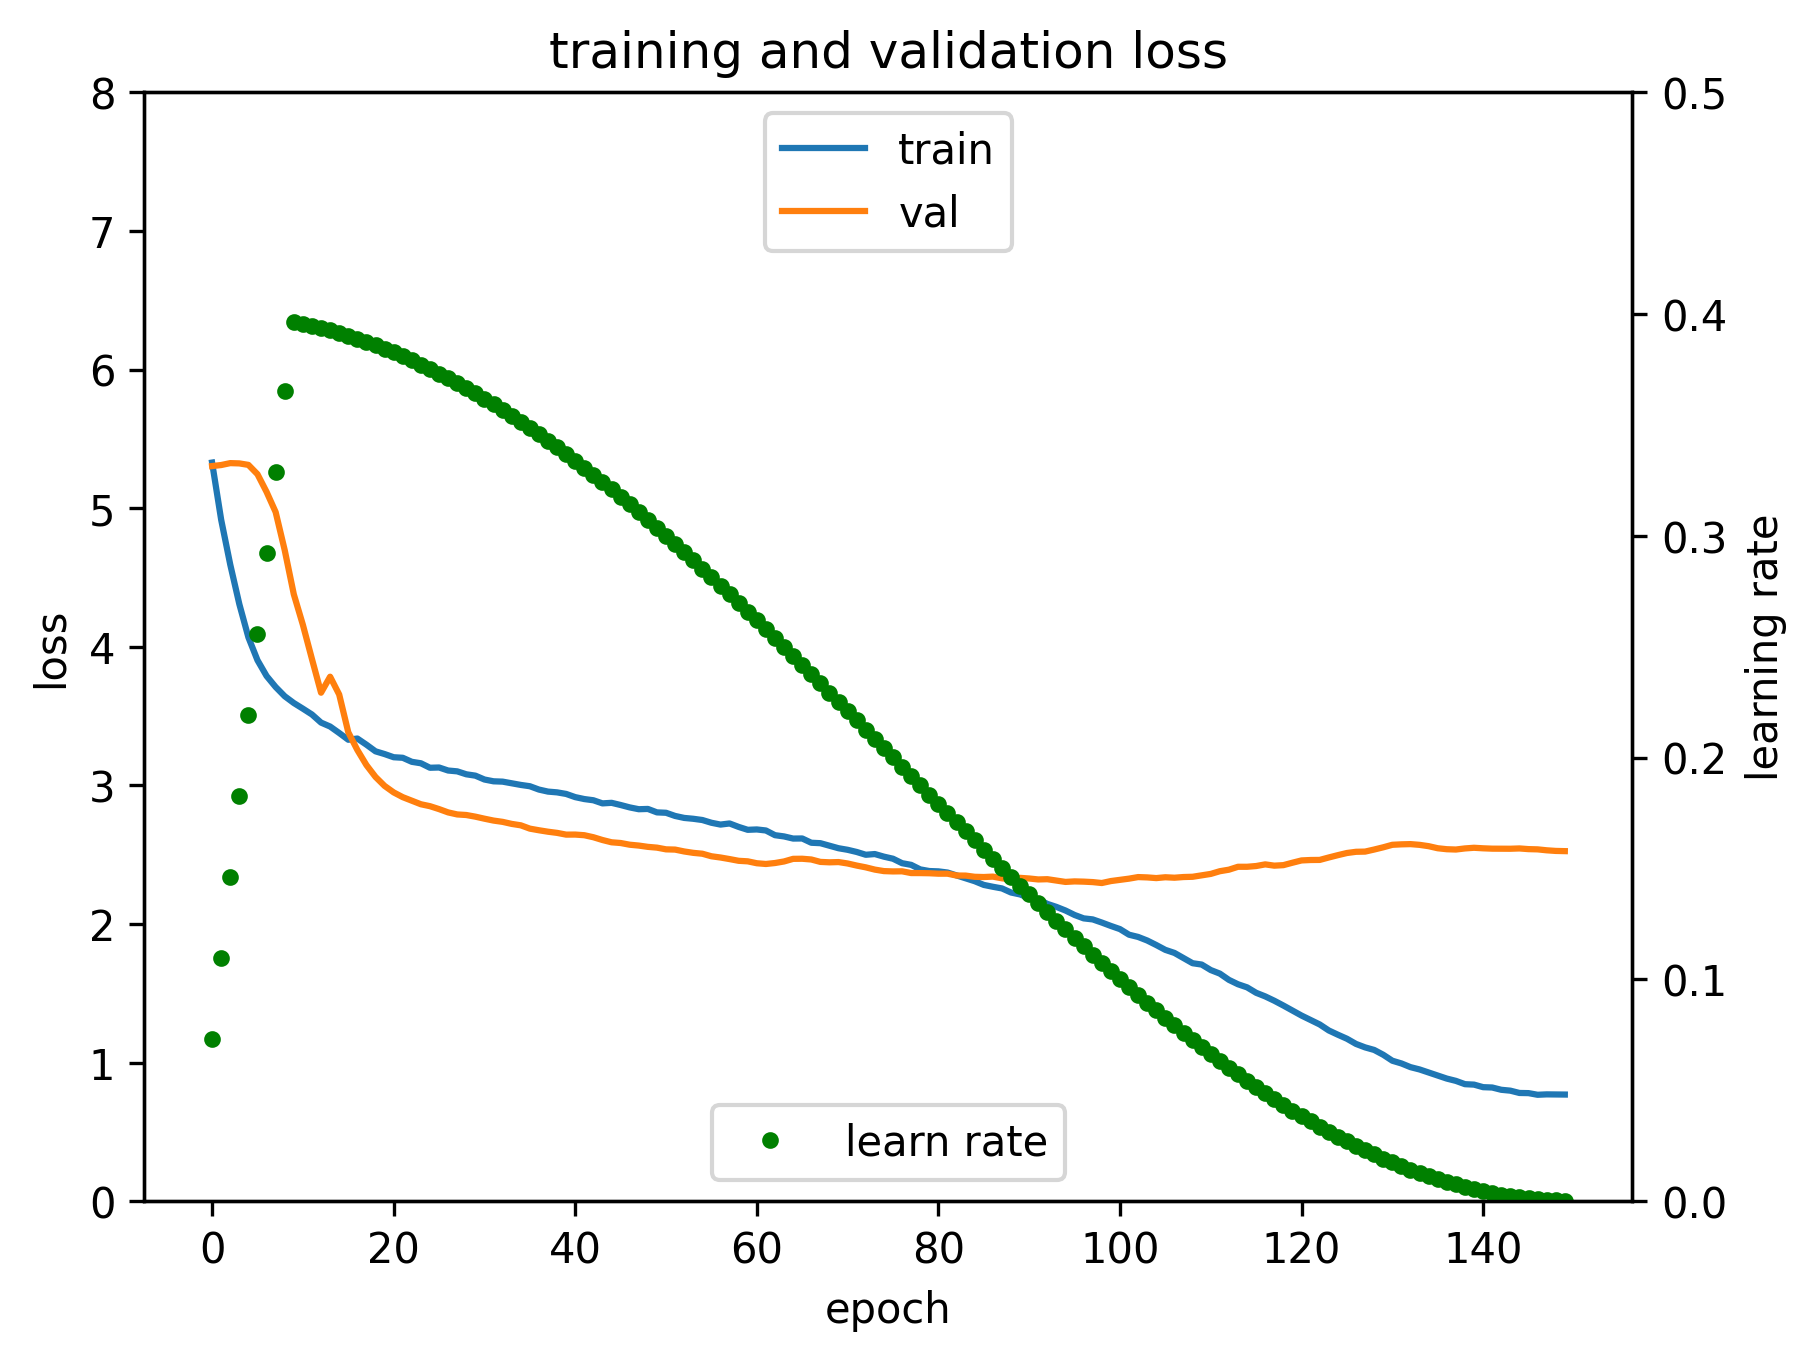 training and validation loss
8
7
6
5
4
3
2
1
0
loss
train
val
learn rate
0.5
0.4
0.3
0.2
0.1
0.0
learning rate
0 20 40 60 80 100 120 140
epoch